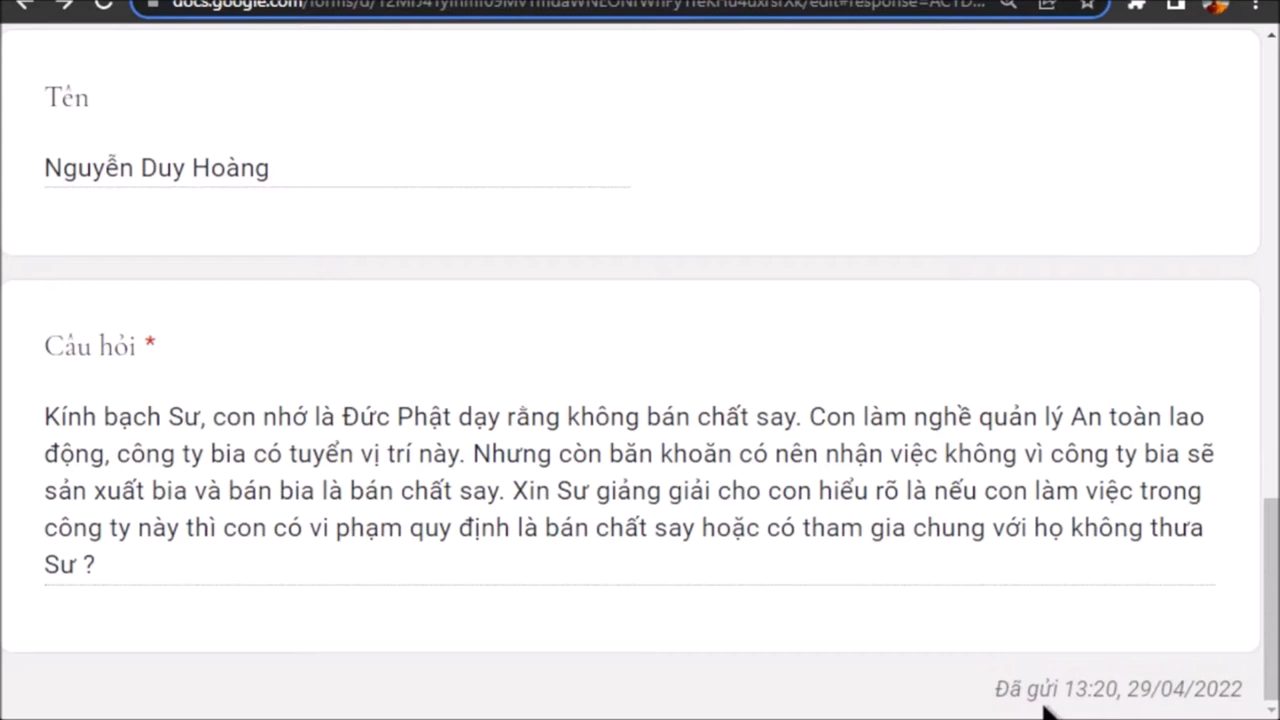 Tên
Nguyễn Duy Hoàng
Câu hỏi *
Kính bạch Sư, con nhớ là Đức Phật dạy rằng không bán chất say. Con làm nghề quản lý An toàn lao
động, công ty bia có tuyển vị trí này. Nhưng còn băn khoăn có nên nhận việc không vì công ty bia sẽ
sản xuất bia và bán bia là bán chất say. Xin Sư giảng giải cho con hiểu rõ là nếu con làm việc trong
công ty này thì con có vi phạm quy định là bán chất say hoặc có tham gia chung với họ không thưa
Sư ?
Đã gửi 13:20, 29/04/2022